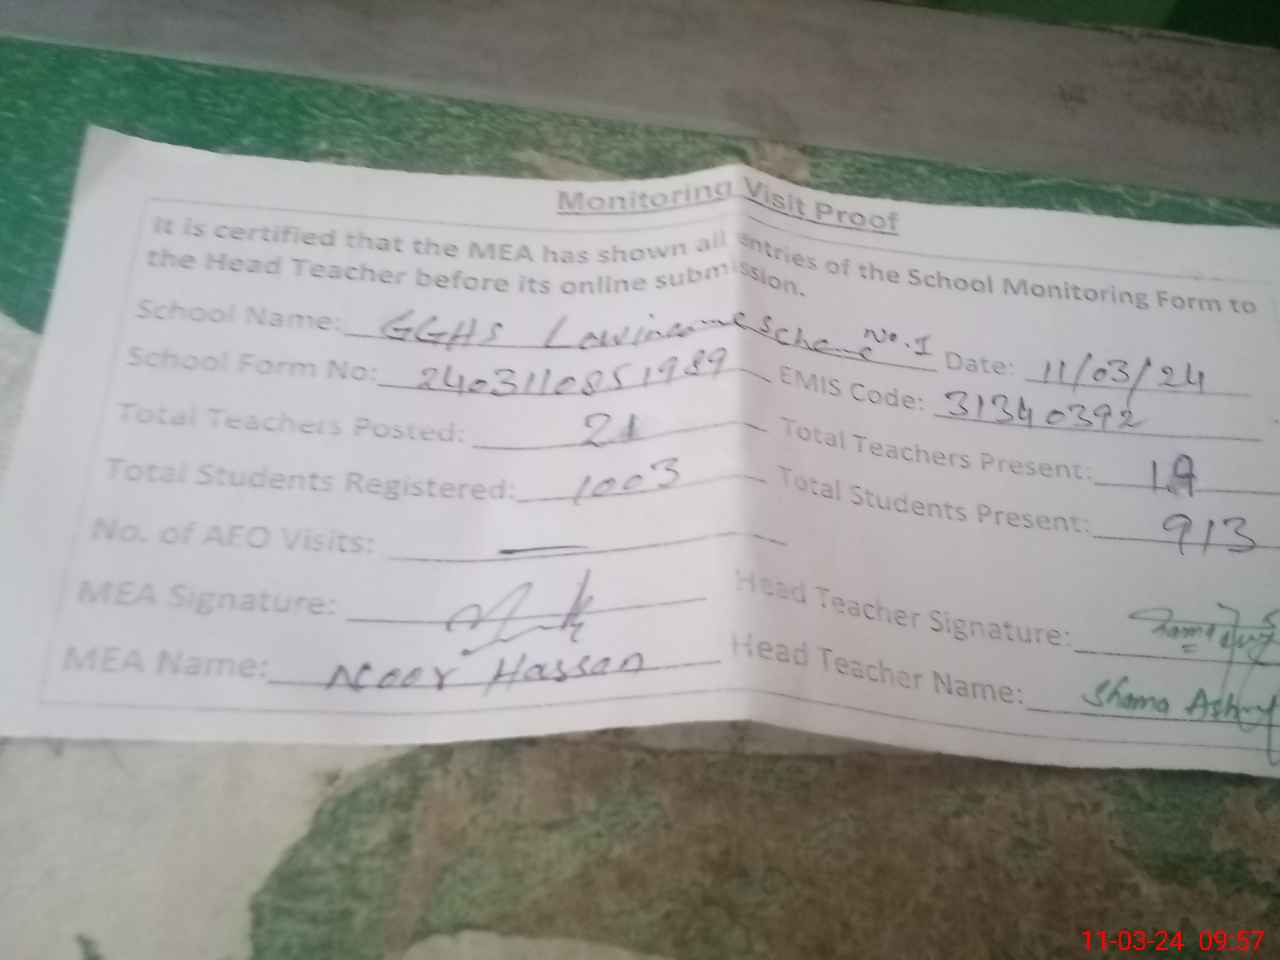 Monitoring Visit Proof
It is certified that the MEA has shown all entries of the School Monitoring Form to
the Head Teacher before its online submission.
School Name: GGHS Lowincome Scheme No.I Date: 11/03/24
School Form No: 2403110851989 EMIS Code: 31340392
Total Teachers Posted: 21 Total Teachers Present: 19
Total Students Registered: 1003 Total Students Present: 913
No. of AEO Visits: —
MEA Signature: Head Teacher Signature:
MEA Name: Noor Hassan Head Teacher Name: Shama
11-03-24 09:57